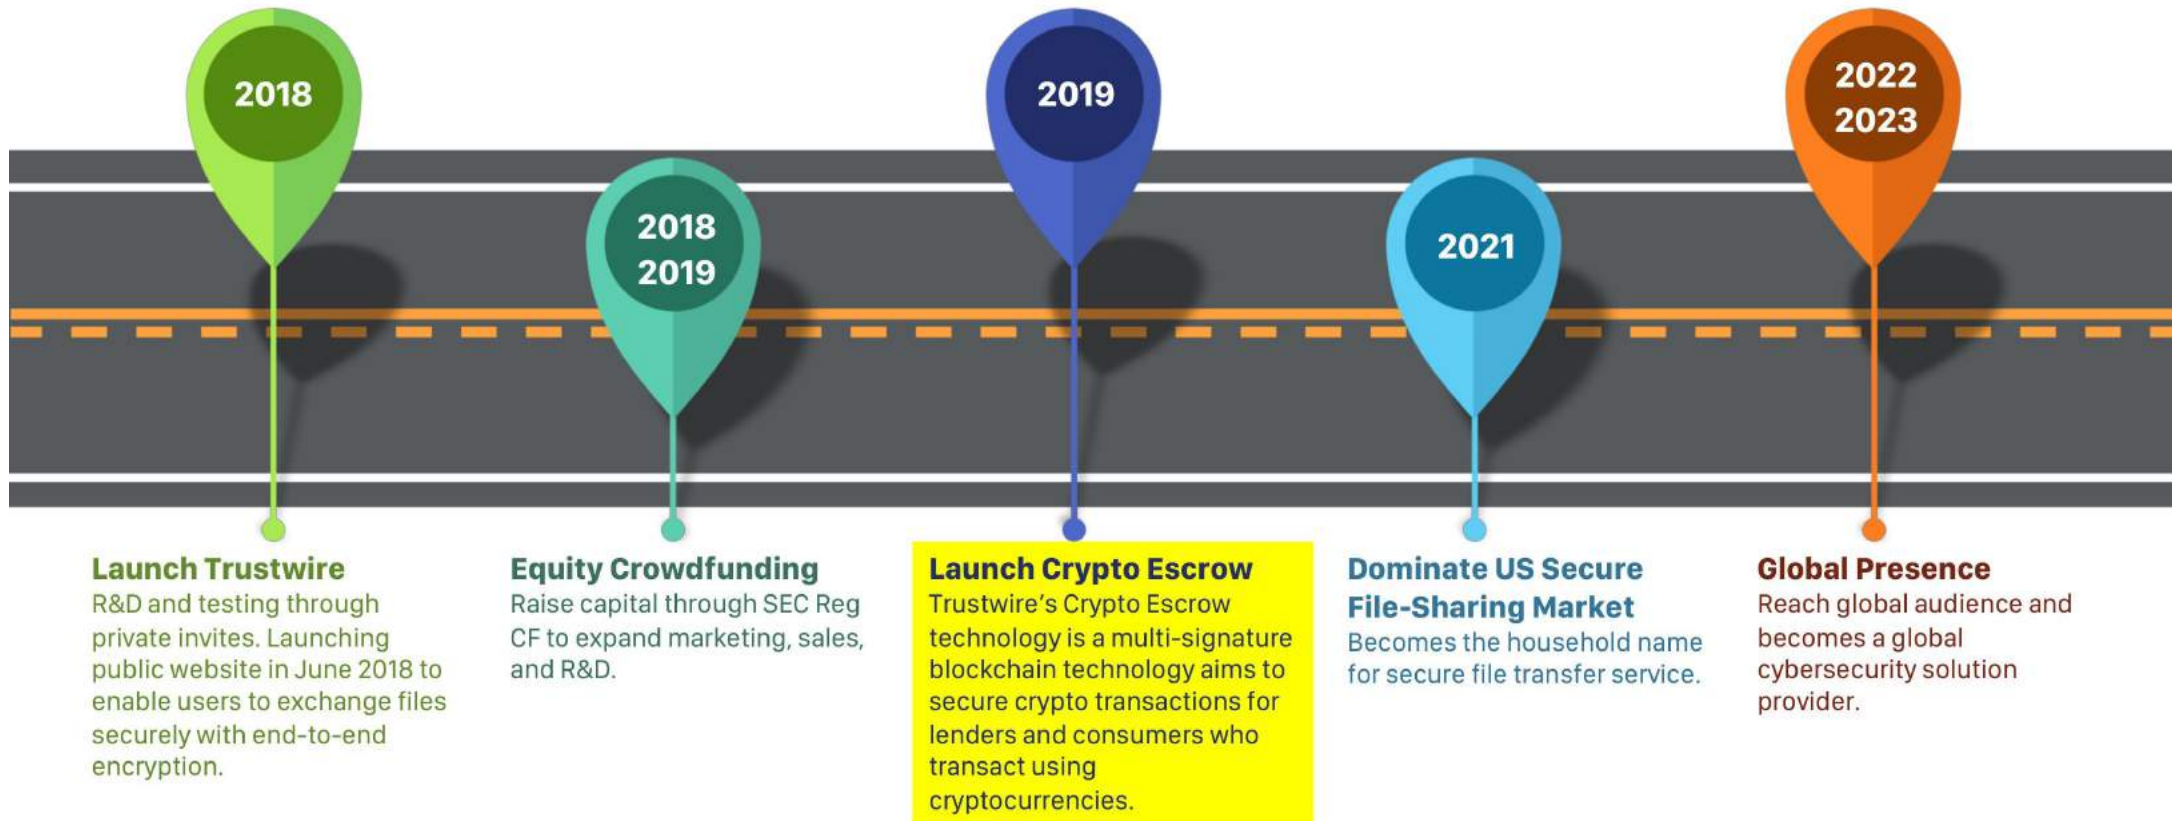 2018
2018
2019
2019
2021
2022
2023
Launch Trustwire
R&D and testing through
private invites. Launching
public website in June 2018 to
enable users to exchange files
securely with end-to-end
encryption.
Equity Crowdfunding
Raise capital through SEC Reg
CF to expand marketing, sales,
and R&D.
Launch Crypto Escrow
Trustwire's Crypto Escrow
technology is a multi-signature
blockchain technology aims to
secure crypto transactions for
lenders and consumers who
transact using
cryptocurrencies.
Dominate US Secure
File-Sharing Market
Becomes the household name
for secure file transfer service.
Global Presence
Reach global audience and
becomes a global
cybersecurity solution
provider.